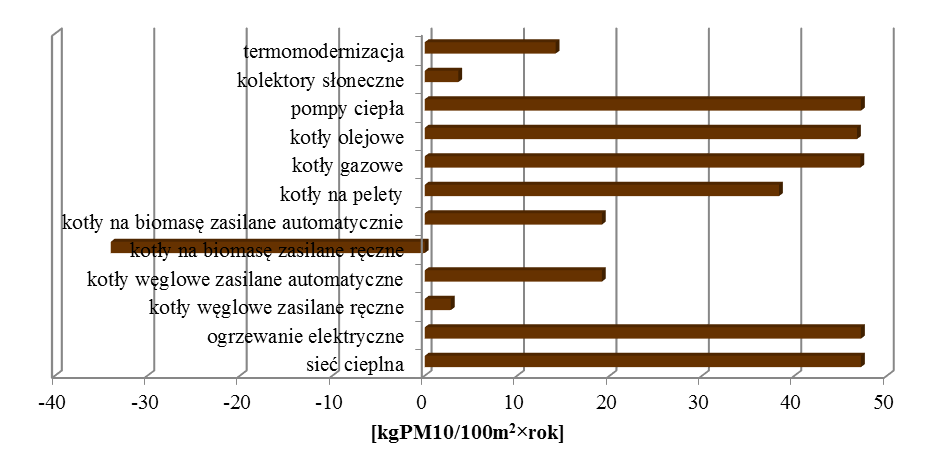 termomodernizacja
kolektory słoneczne
pompy ciepła
kotły olejowe
kotły gazowe
kotły na pelety
kotły na biomasę zasilane automatycznie
kotły na biomasę zasilane ręczne
kotły węglowe zasilane automatyczne
kotły węglowe zasilane ręczne
ogrzewanie elektryczne
sieć cieplna
-40 -30 -20 -10 0 10 20 30 40 50
[kgPM10/100m²×rok]